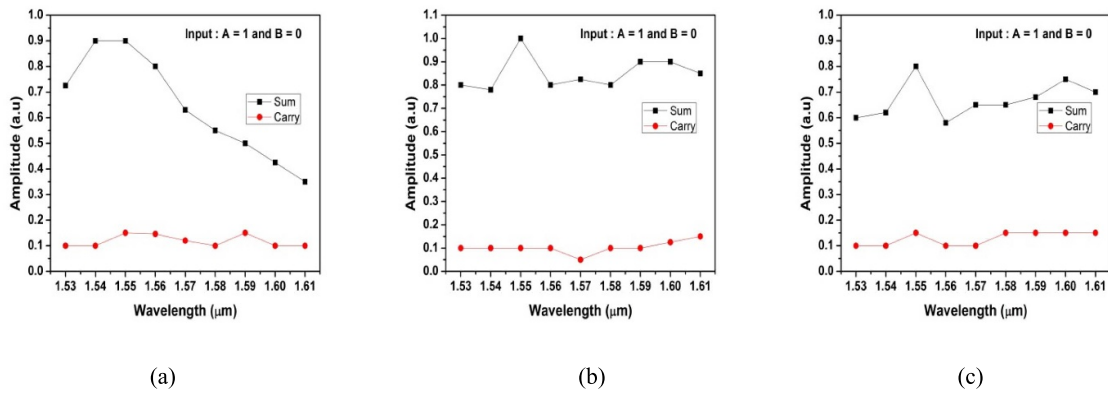 Input : A = 1 and B = 0
Sum
Carry
Amplitude (a.u)
1.0
0.9
0.8
0.7
0.6
0.5
0.4
0.3
0.2
0.1
0.0
1.53 1.54 1.55 1.56 1.57 1.58 1.59 1.60 1.61
Wavelength (μm)
(a)
Input : A = 1 and B = 0
Sum
Carry
Amplitude (a.u)
1.1
1.0
0.9
0.8
0.7
0.6
0.5
0.4
0.3
0.2
0.1
0.0
1.53 1.54 1.55 1.56 1.57 1.58 1.59 1.60 1.61
Wavelength (μm)
(b)
Input : A = 1 and B = 0
Sum
Carry
Amplitude (a.u)
1.0
0.9
0.8
0.7
0.6
0.5
0.4
0.3
0.2
0.1
0.0
1.53 1.54 1.55 1.56 1.57 1.58 1.59 1.60 1.61
Wavelength (μm)
(c)